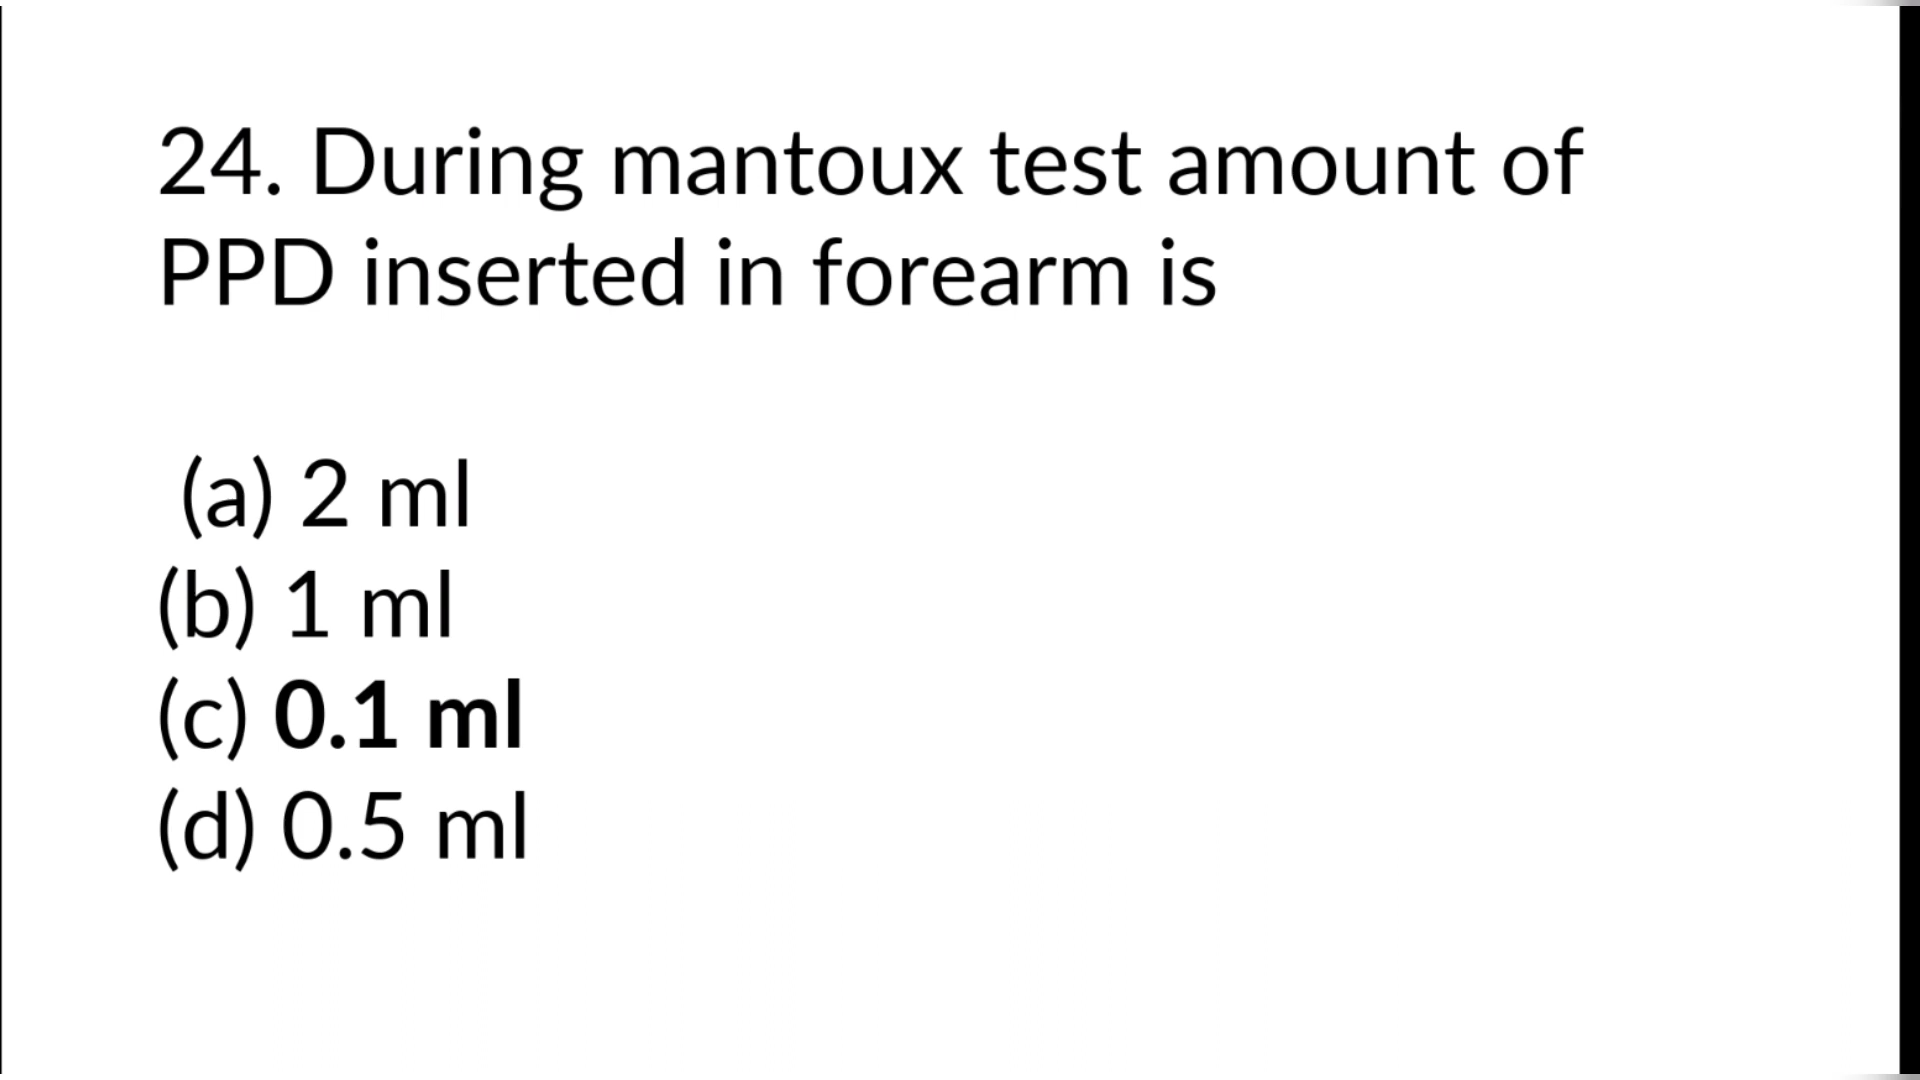 24. During mantoux test amount of
PPD inserted in forearm is
(a) 2 ml
(b) 1 ml
(c) 0.1 ml
(d) 0.5 ml